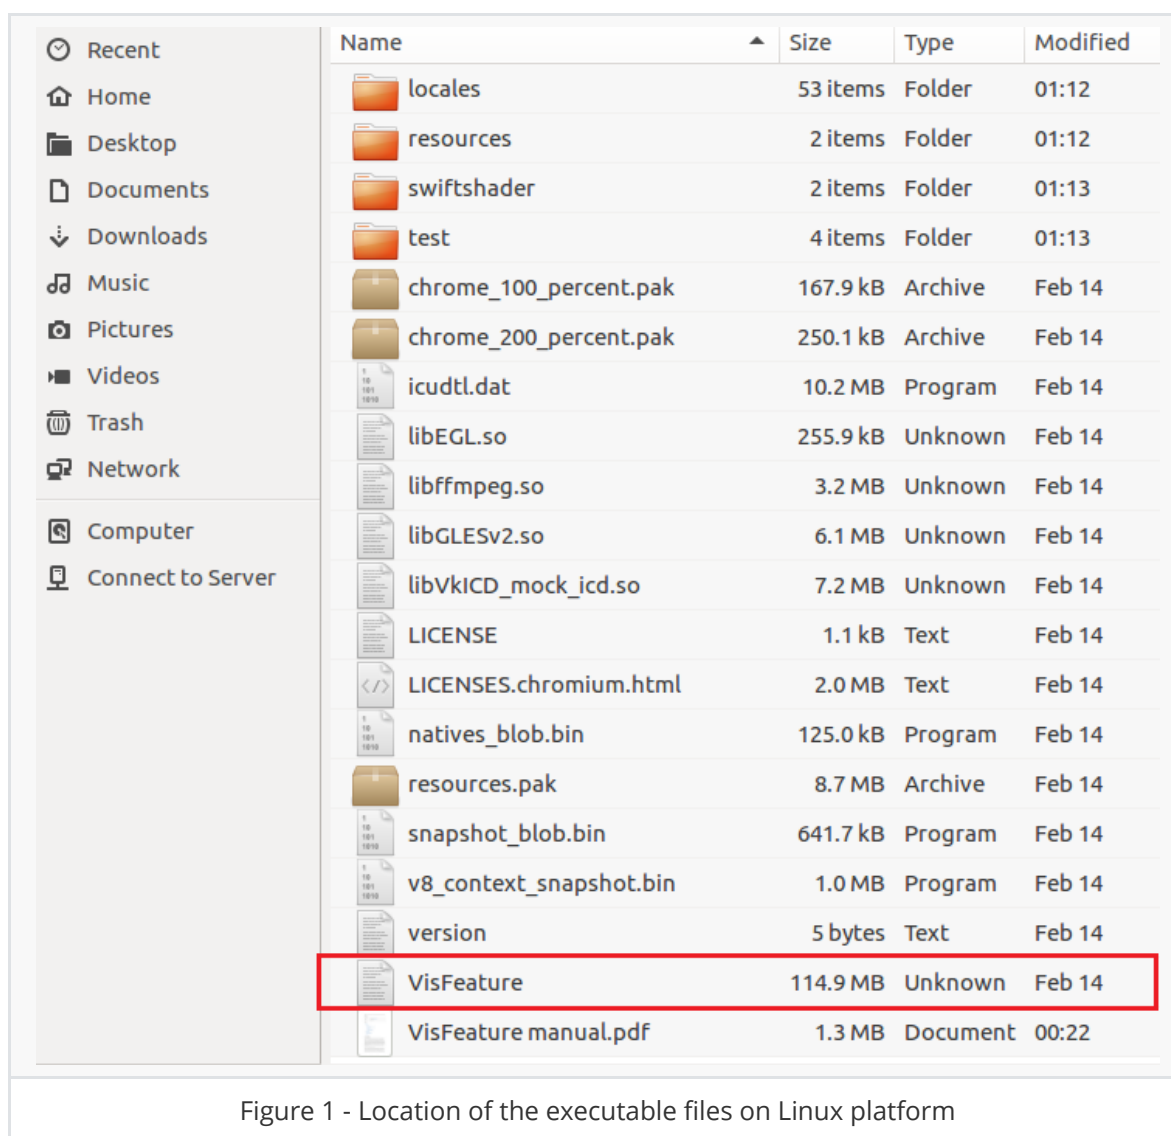 Recent
Home
Desktop
Documents
Downloads
Music
Pictures
Videos
Trash
Network
Computer
Connect to Server
Name Size Type Modified
locales 53 items Folder 01:12
resources 2 items Folder 01:12
swiftshader 2 items Folder 01:13
test 4 items Folder 01:13
chrome_100_percent.pak 167.9 kB Archive Feb 14
chrome_200_percent.pak 250.1 kB Archive Feb 14
icudtl.dat 10.2 MB Program Feb 14
libEGL.so 255.9 kB Unknown Feb 14
libffmpeg.so 3.2 MB Unknown Feb 14
libGLESv2.so 6.1 MB Unknown Feb 14
libVkICD_mock_icd.so 7.2 MB Unknown Feb 14
LICENSE 1.1 kB Text Feb 14
LICENSES.chromium.html 2.0 MB Text Feb 14
natives_blob.bin 125.0 kB Program Feb 14
resources.pak 8.7 MB Archive Feb 14
snapshot_blob.bin 641.7 kB Program Feb 14
v8_context_snapshot.bin 1.0 MB Program Feb 14
version 5 bytes Text Feb 14
VisFeature 114.9 MB Unknown Feb 14
VisFeature manual.pdf 1.3 MB Document 00:22
Figure 1 - Location of the executable files on Linux platform